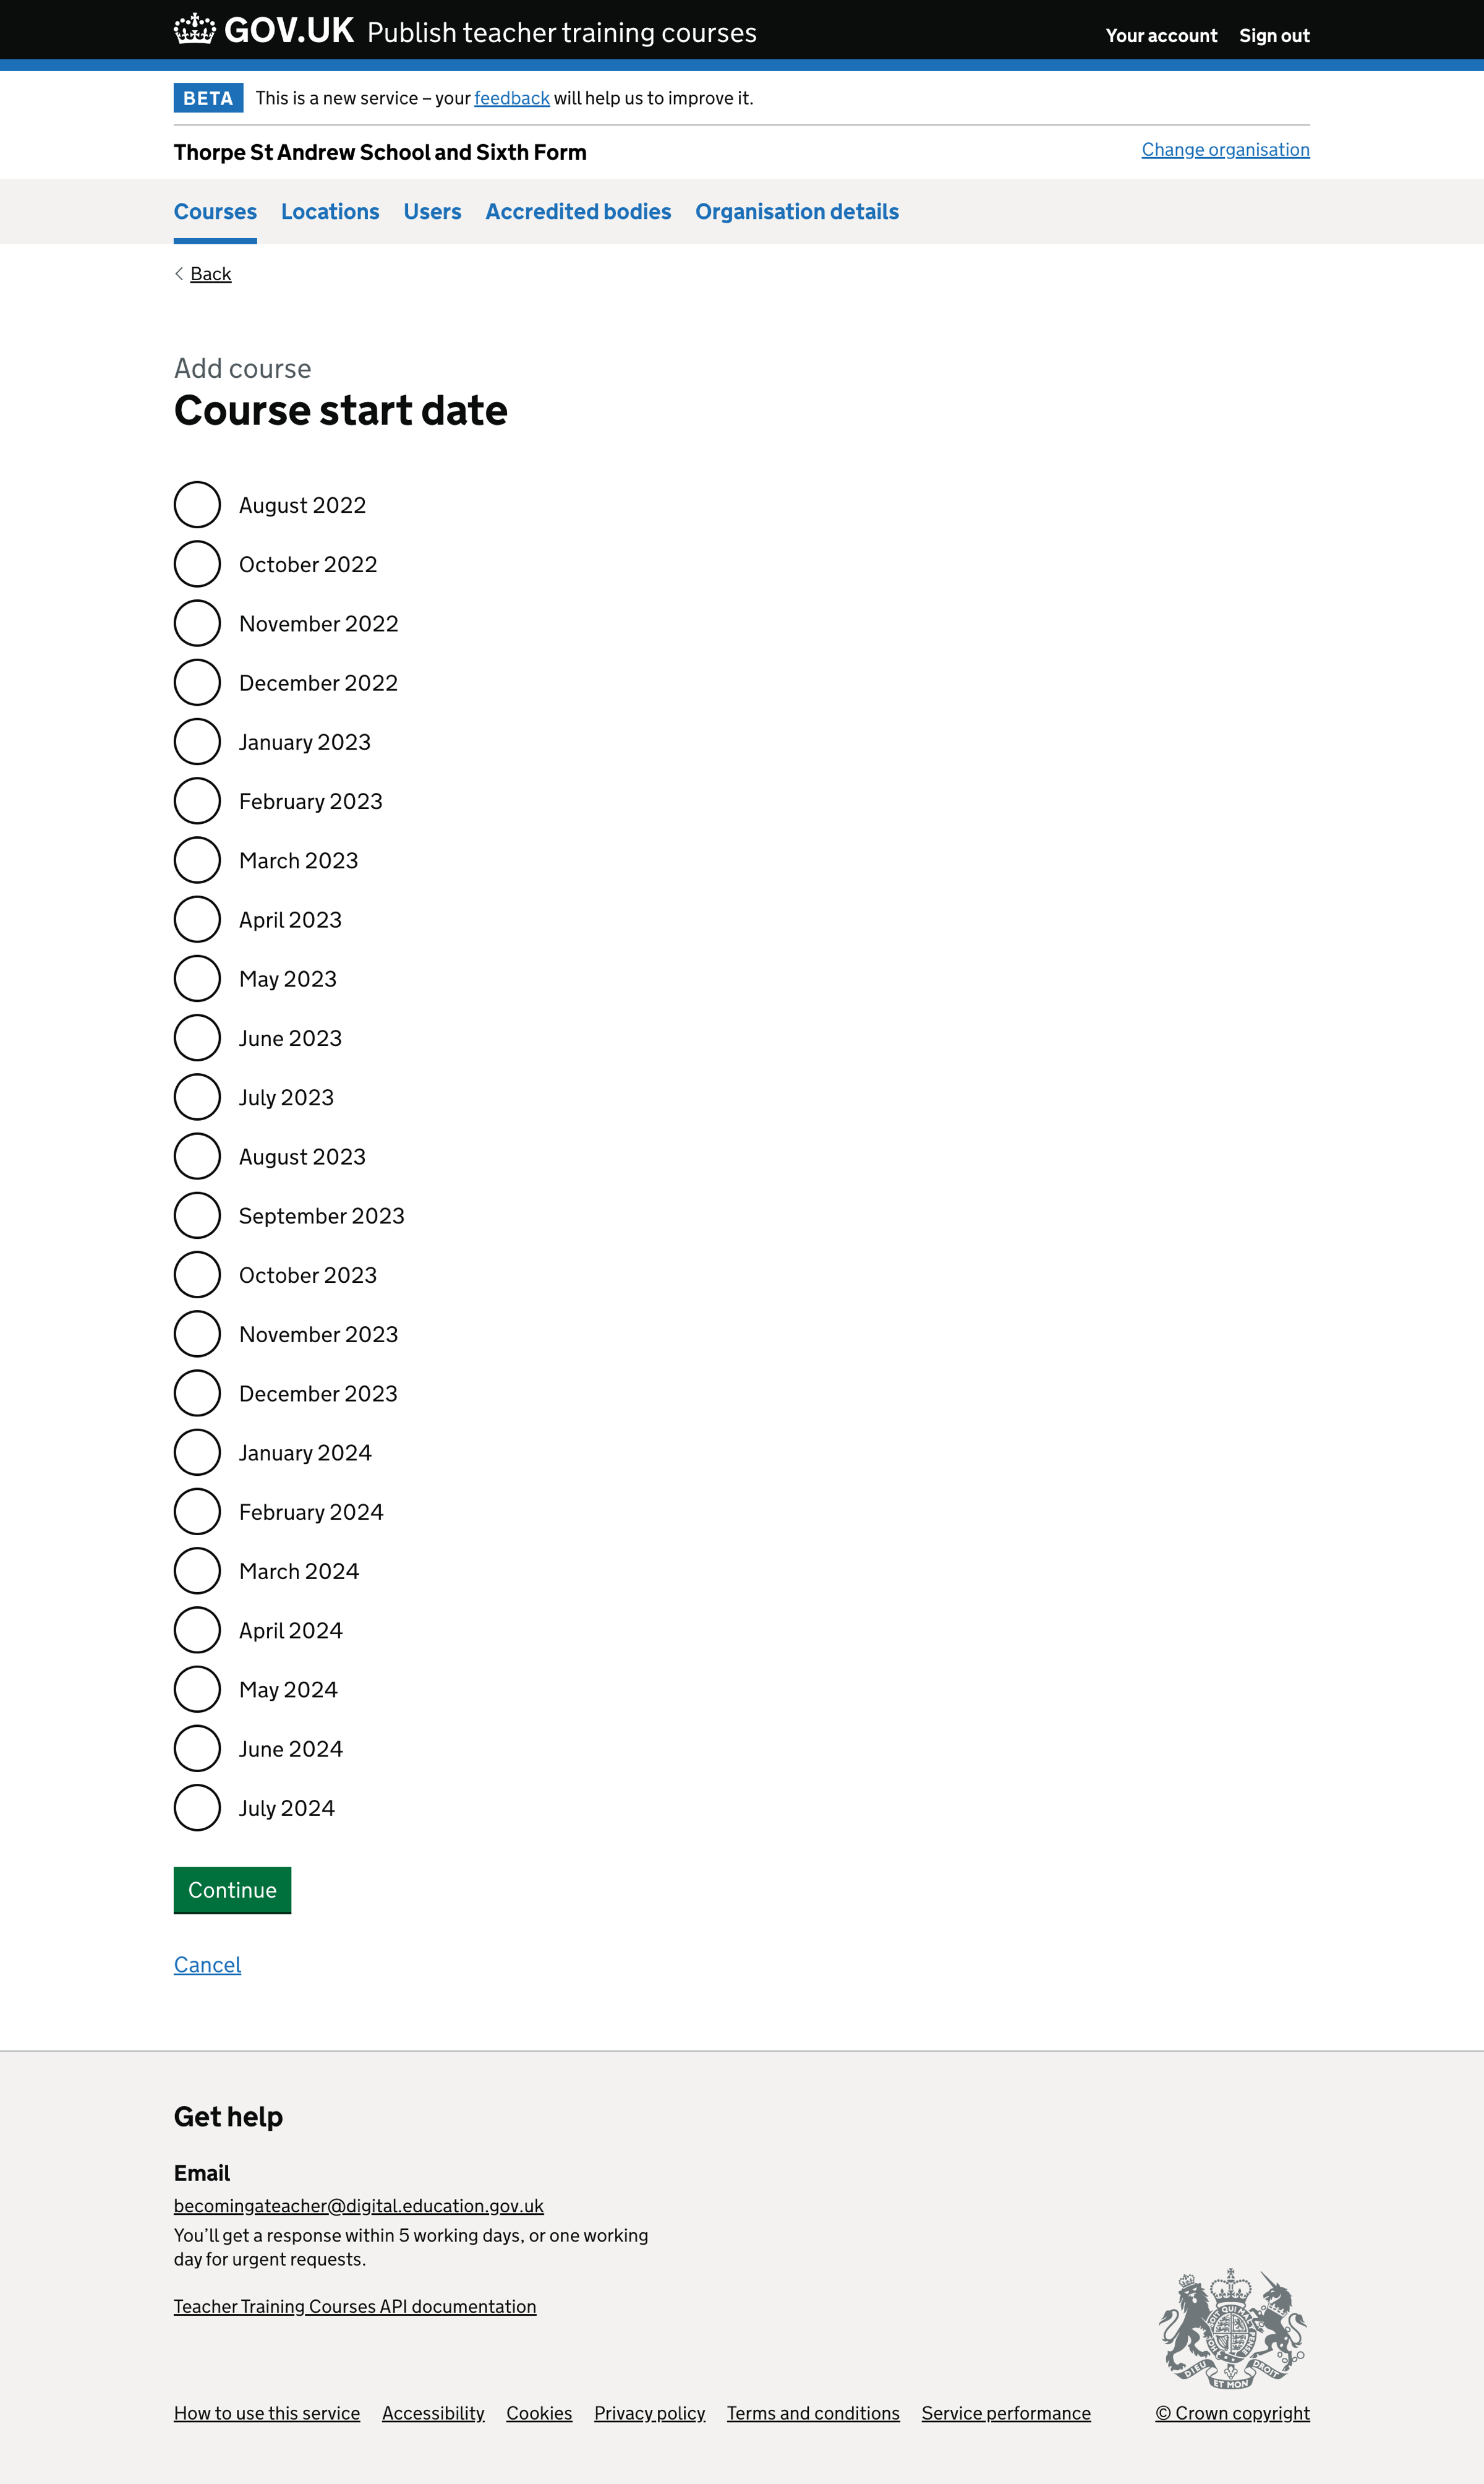 GOV.UK Publish teacher training courses
Your account Sign out
BETA This is a new service – your feedback will help us to improve it.
Thorpe St Andrew School and Sixth Form
Change organisation
Courses Locations Users Accredited bodies Organisation details
Back
Add course
Course start date
August 2022
October 2022
November 2022
December 2022
January 2023
February 2023
March 2023
April 2023
May 2023
June 2023
July 2023
August 2023
September 2023
October 2023
November 2023
December 2023
January 2024
February 2024
March 2024
April 2024
May 2024
June 2024
July 2024
Continue
Cancel
Get help
Email
becomingateacher@digital.education.gov.uk
You’ll get a response within 5 working days, or one working
day for urgent requests.
Teacher Training Courses API documentation
DIEU ET MON DROIT
How to use this service Accessibility Cookies Privacy policy Terms and conditions Service performance
© Crown copyright